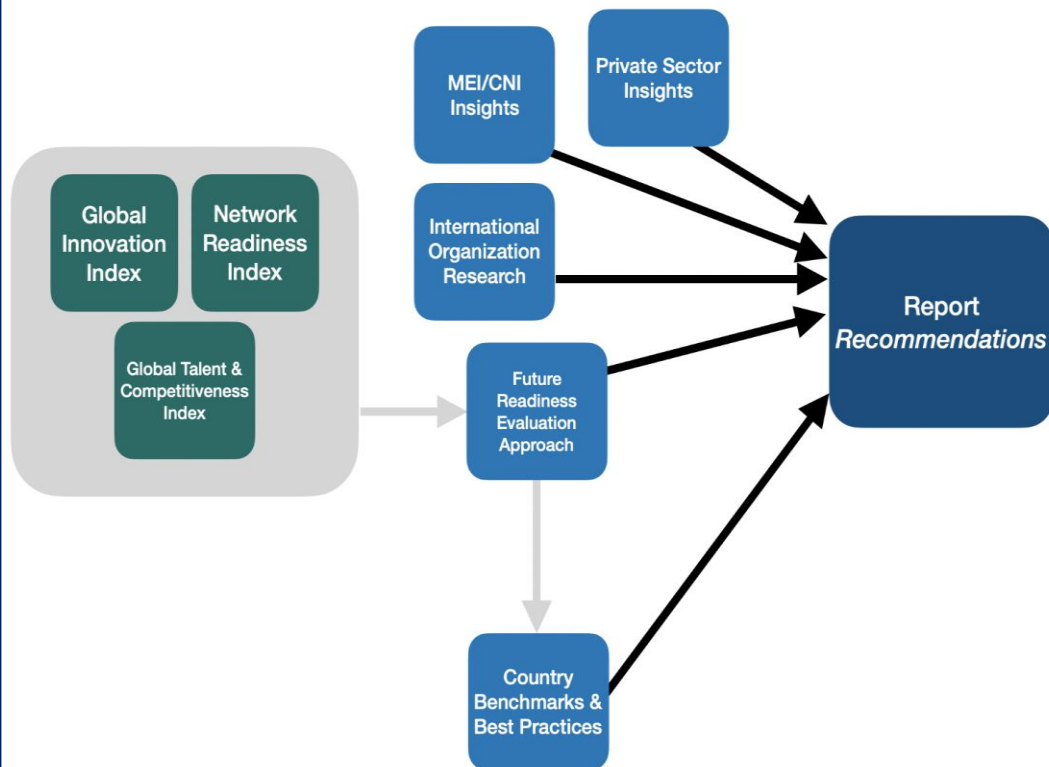 MEI/CNI
Insights
Private Sector
Insights
Global
Innovation
Index
Network
Readiness
Index
Global Talent &
Competitiveness
Index
International
Organization
Research
Future
Readiness
Evaluation
Approach
Country
Benchmarks &
Best Practices
Report
Recommendations